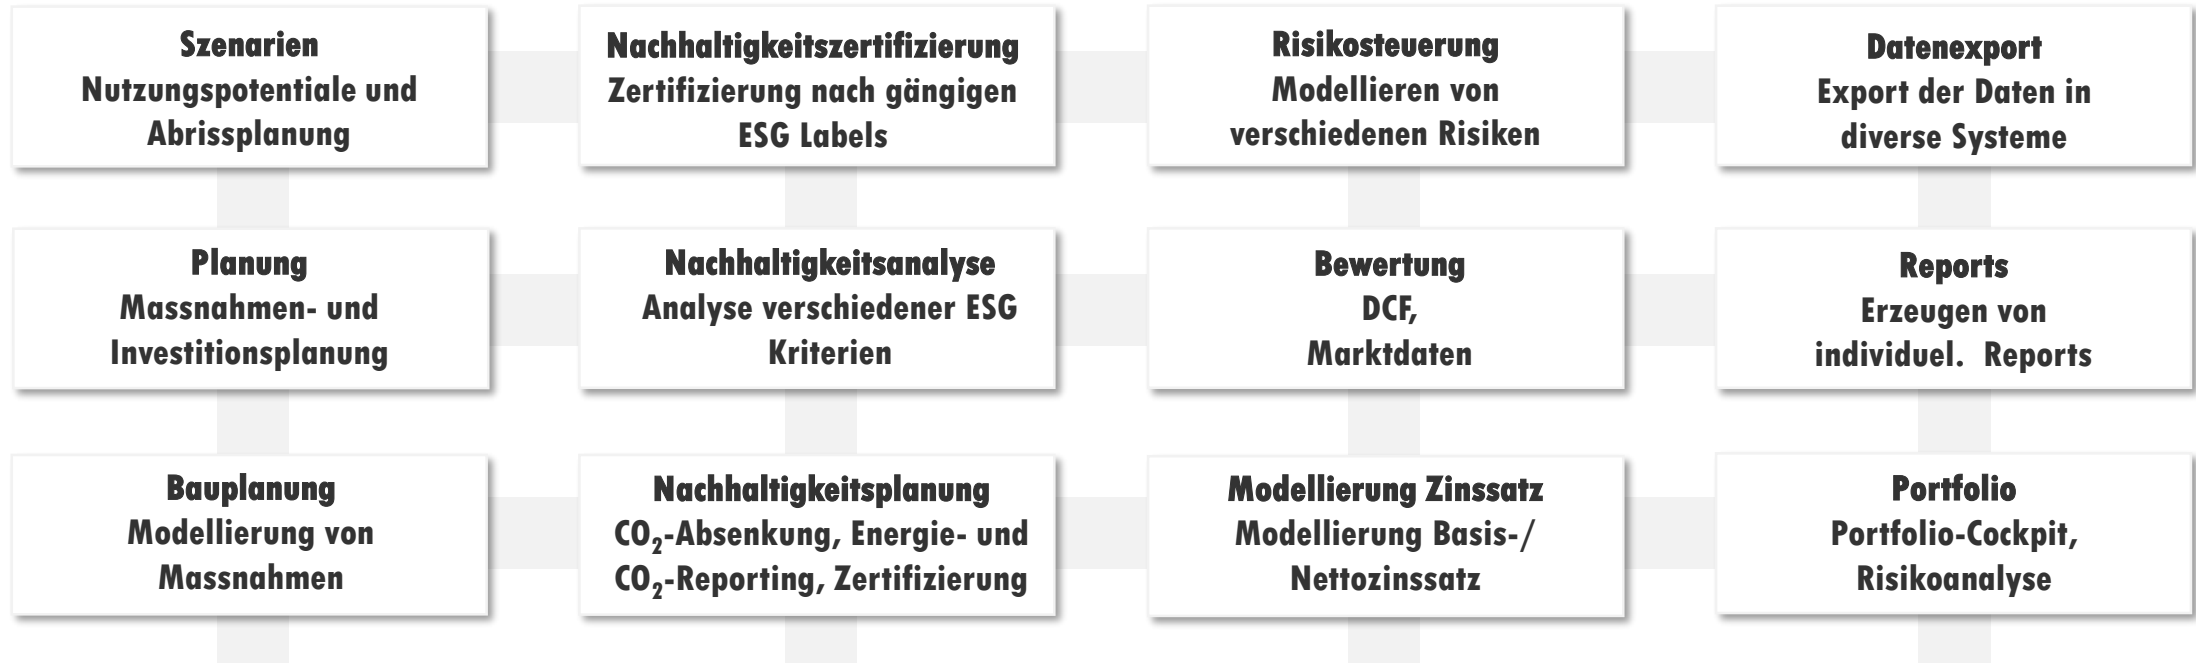 Szenarien
Nutzungspotentiale und
Abrissplanung
Nachhaltigkeitszertifizierung
Zertifizierung nach gängigen
ESG Labels
Risikosteuerung
Modellieren von
verschiedenen Risiken
Datenexport
Export der Daten in
diverse Systeme
Planung
Massnahmen- und
Investitionsplanung
Nachhaltigkeitsanalyse
Analyse verschiedener ESG
Kriterien
Bewertung
DCF,
Marktdaten
Reports
Erzeugen von
individuel.  Reports
Bauplanung
Modellierung von
Massnahmen
Nachhaltigkeitsplanung
CO₂-Absenkung, Energie- und
CO₂-Reporting, Zertifizierung
Modellierung Zinssatz
Modellierung Basis-/
Nettozinssatz
Portfolio
Portfolio-Cockpit,
Risikoanalyse